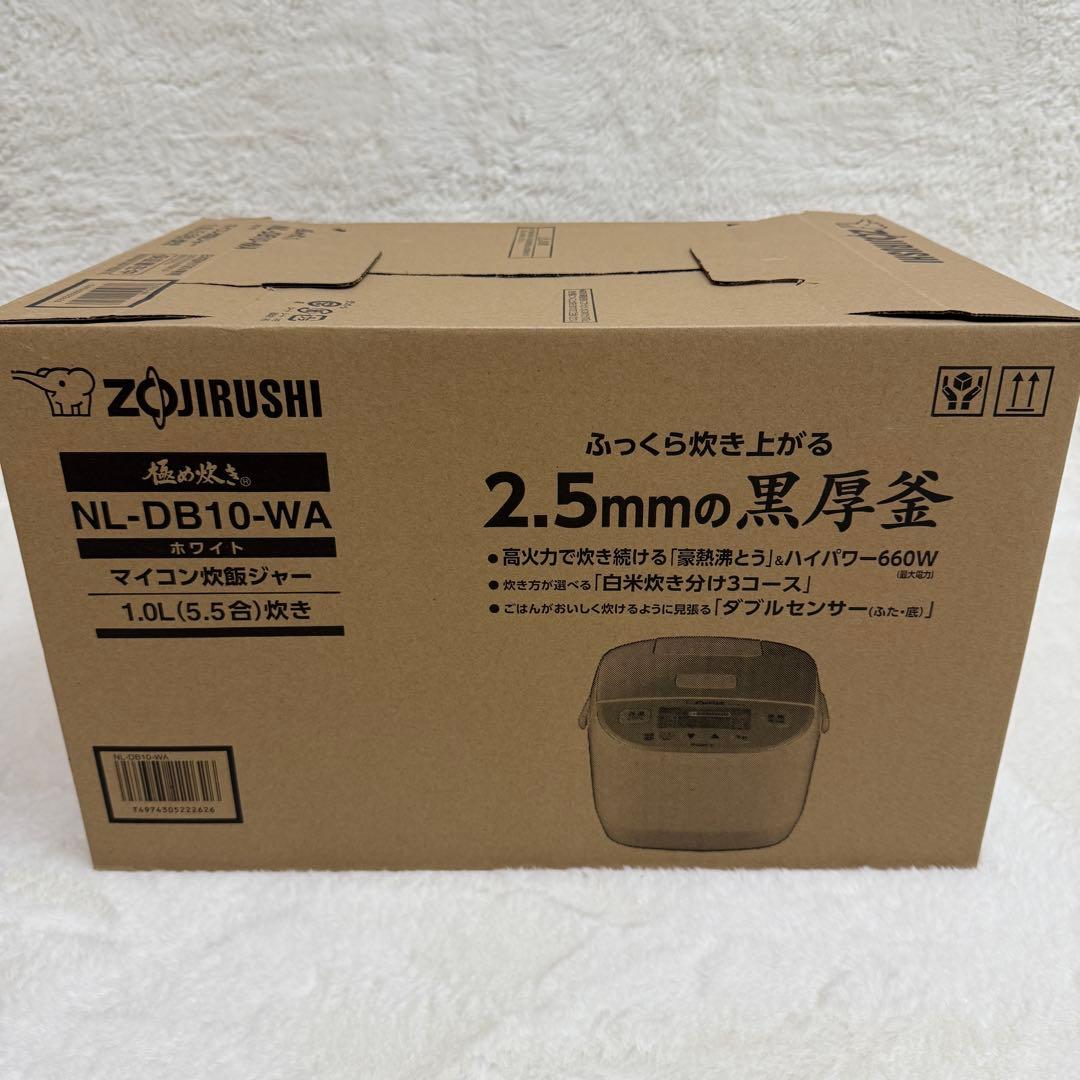 ZOJIRUSHI
ZOJIRUSHI
極め炊き®
NL-DB10-WA
ホワイト
マイコン炊飯ジャー
1.0L(5.5合)炊き
ふっくら炊き上がる
2.5mmの黒厚釜
●高火力で炊き続ける「豪熱沸とう」&ハイパワー660W
(最大電力)
●炊き方が選べる「白米炊き分け3コース」
●ごはんがおいしく炊けるように見張る「ダブルセンサー(ふた・底)」
NL-DB10-WA
T4974305222626